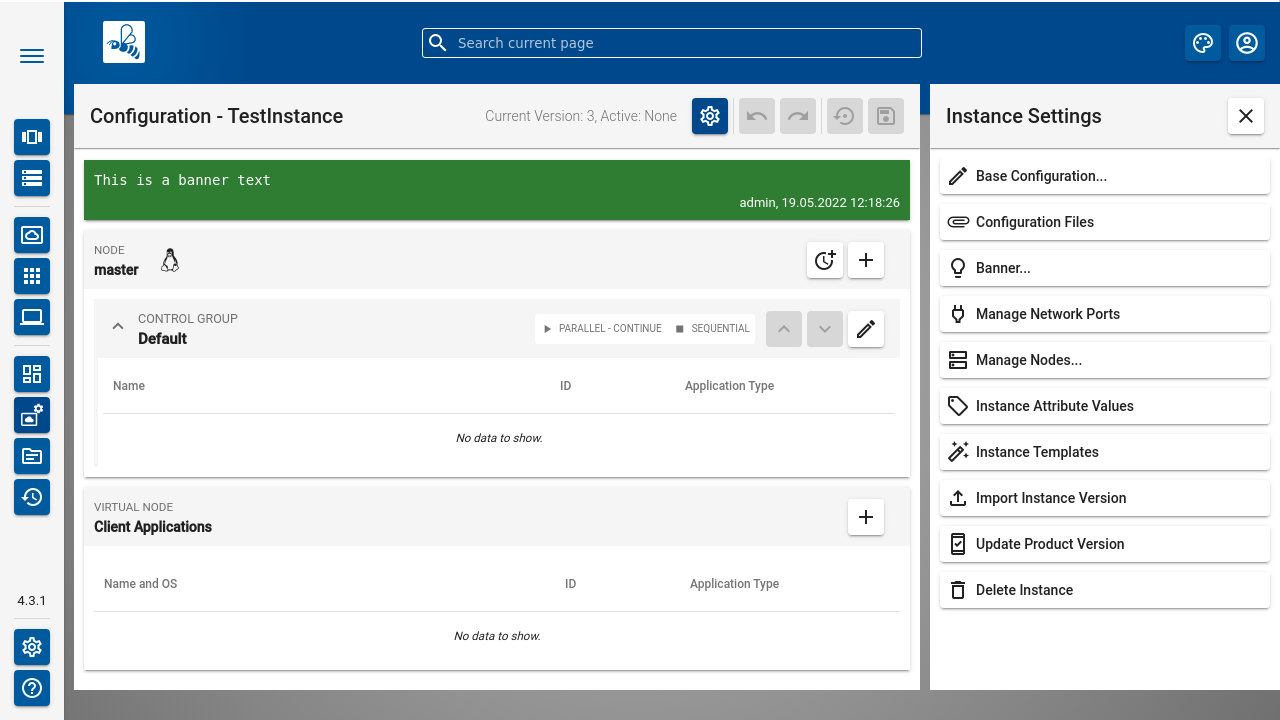 Search current page
Configuration - TestInstance
Current Version: 3, Active: None
Instance Settings
This is a banner text
admin, 19.05.2022 12:18:26
NODE
master
CONTROL GROUP
Default
PARALLEL - CONTINUE
SEQUENTIAL
Name ID Application Type
No data to show.
VIRTUAL NODE
Client Applications
Name and OS ID Application Type
No data to show.
Base Configuration...
Configuration Files
Banner...
Manage Network Ports
Manage Nodes...
Instance Attribute Values
Instance Templates
Import Instance Version
Update Product Version
Delete Instance
4.3.1